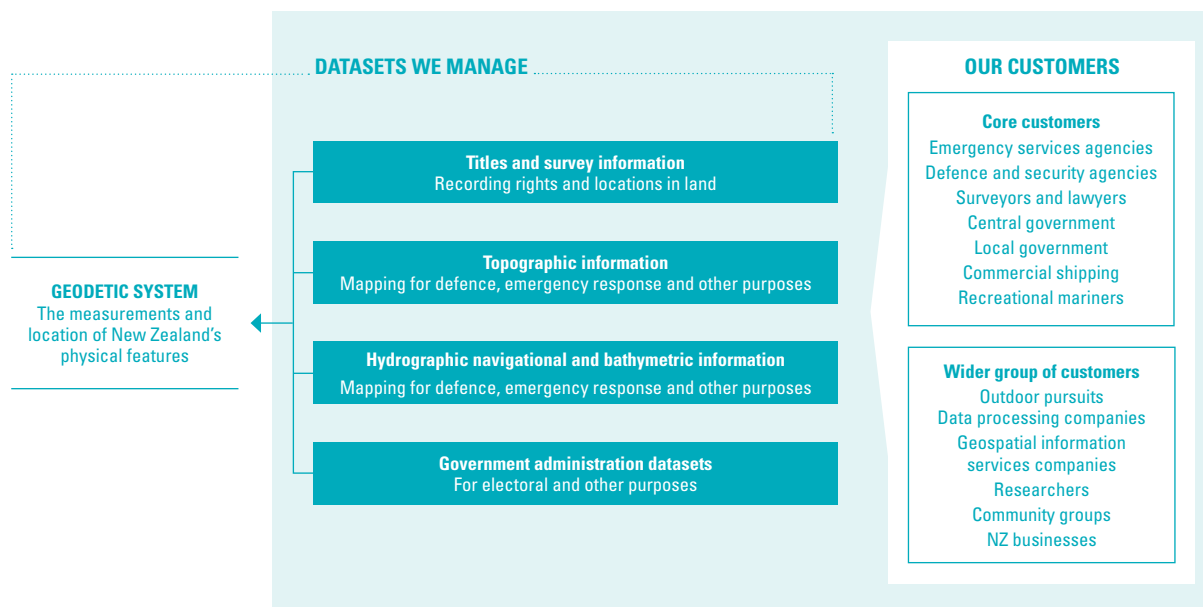 DATASETS WE MANAGE
Titles and survey information
Recording rights and locations in land
Topographic information
Mapping for defence, emergency response and other purposes
Hydrographic navigational and bathymetric information
Mapping for defence, emergency response and other purposes
Government administration datasets
For electoral and other purposes
GEODETIC SYSTEM
The measurements and
location of New Zealand's
physical features
OUR CUSTOMERS
Core customers
Emergency services agencies
Defence and security agencies
Surveyors and lawyers
Central government
Local government
Commercial shipping
Recreational mariners
Wider group of customers
Outdoor pursuits
Data processing companies
Geospatial information
services companies
Researchers
Community groups
NZ businesses